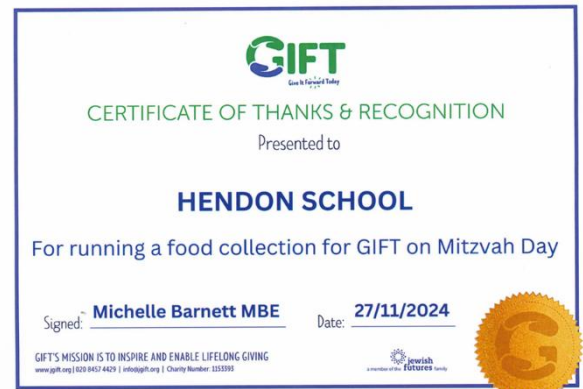 GIFT
Give It Forward Today
CERTIFICATE OF THANKS & RECOGNITION
Presented to
HENDON SCHOOL
For running a food collection for GIFT on Mitzvah Day
Signed: Michelle Barnett MBE Date: 27/11/2024
GIFT'S MISSION IS TO INSPIRE AND ENABLE LIFELONG GIVING
www.jgift.org | 020 8457 4429 | info@jgift.org | Charity Number: 1153393
a member of the jewish futures family